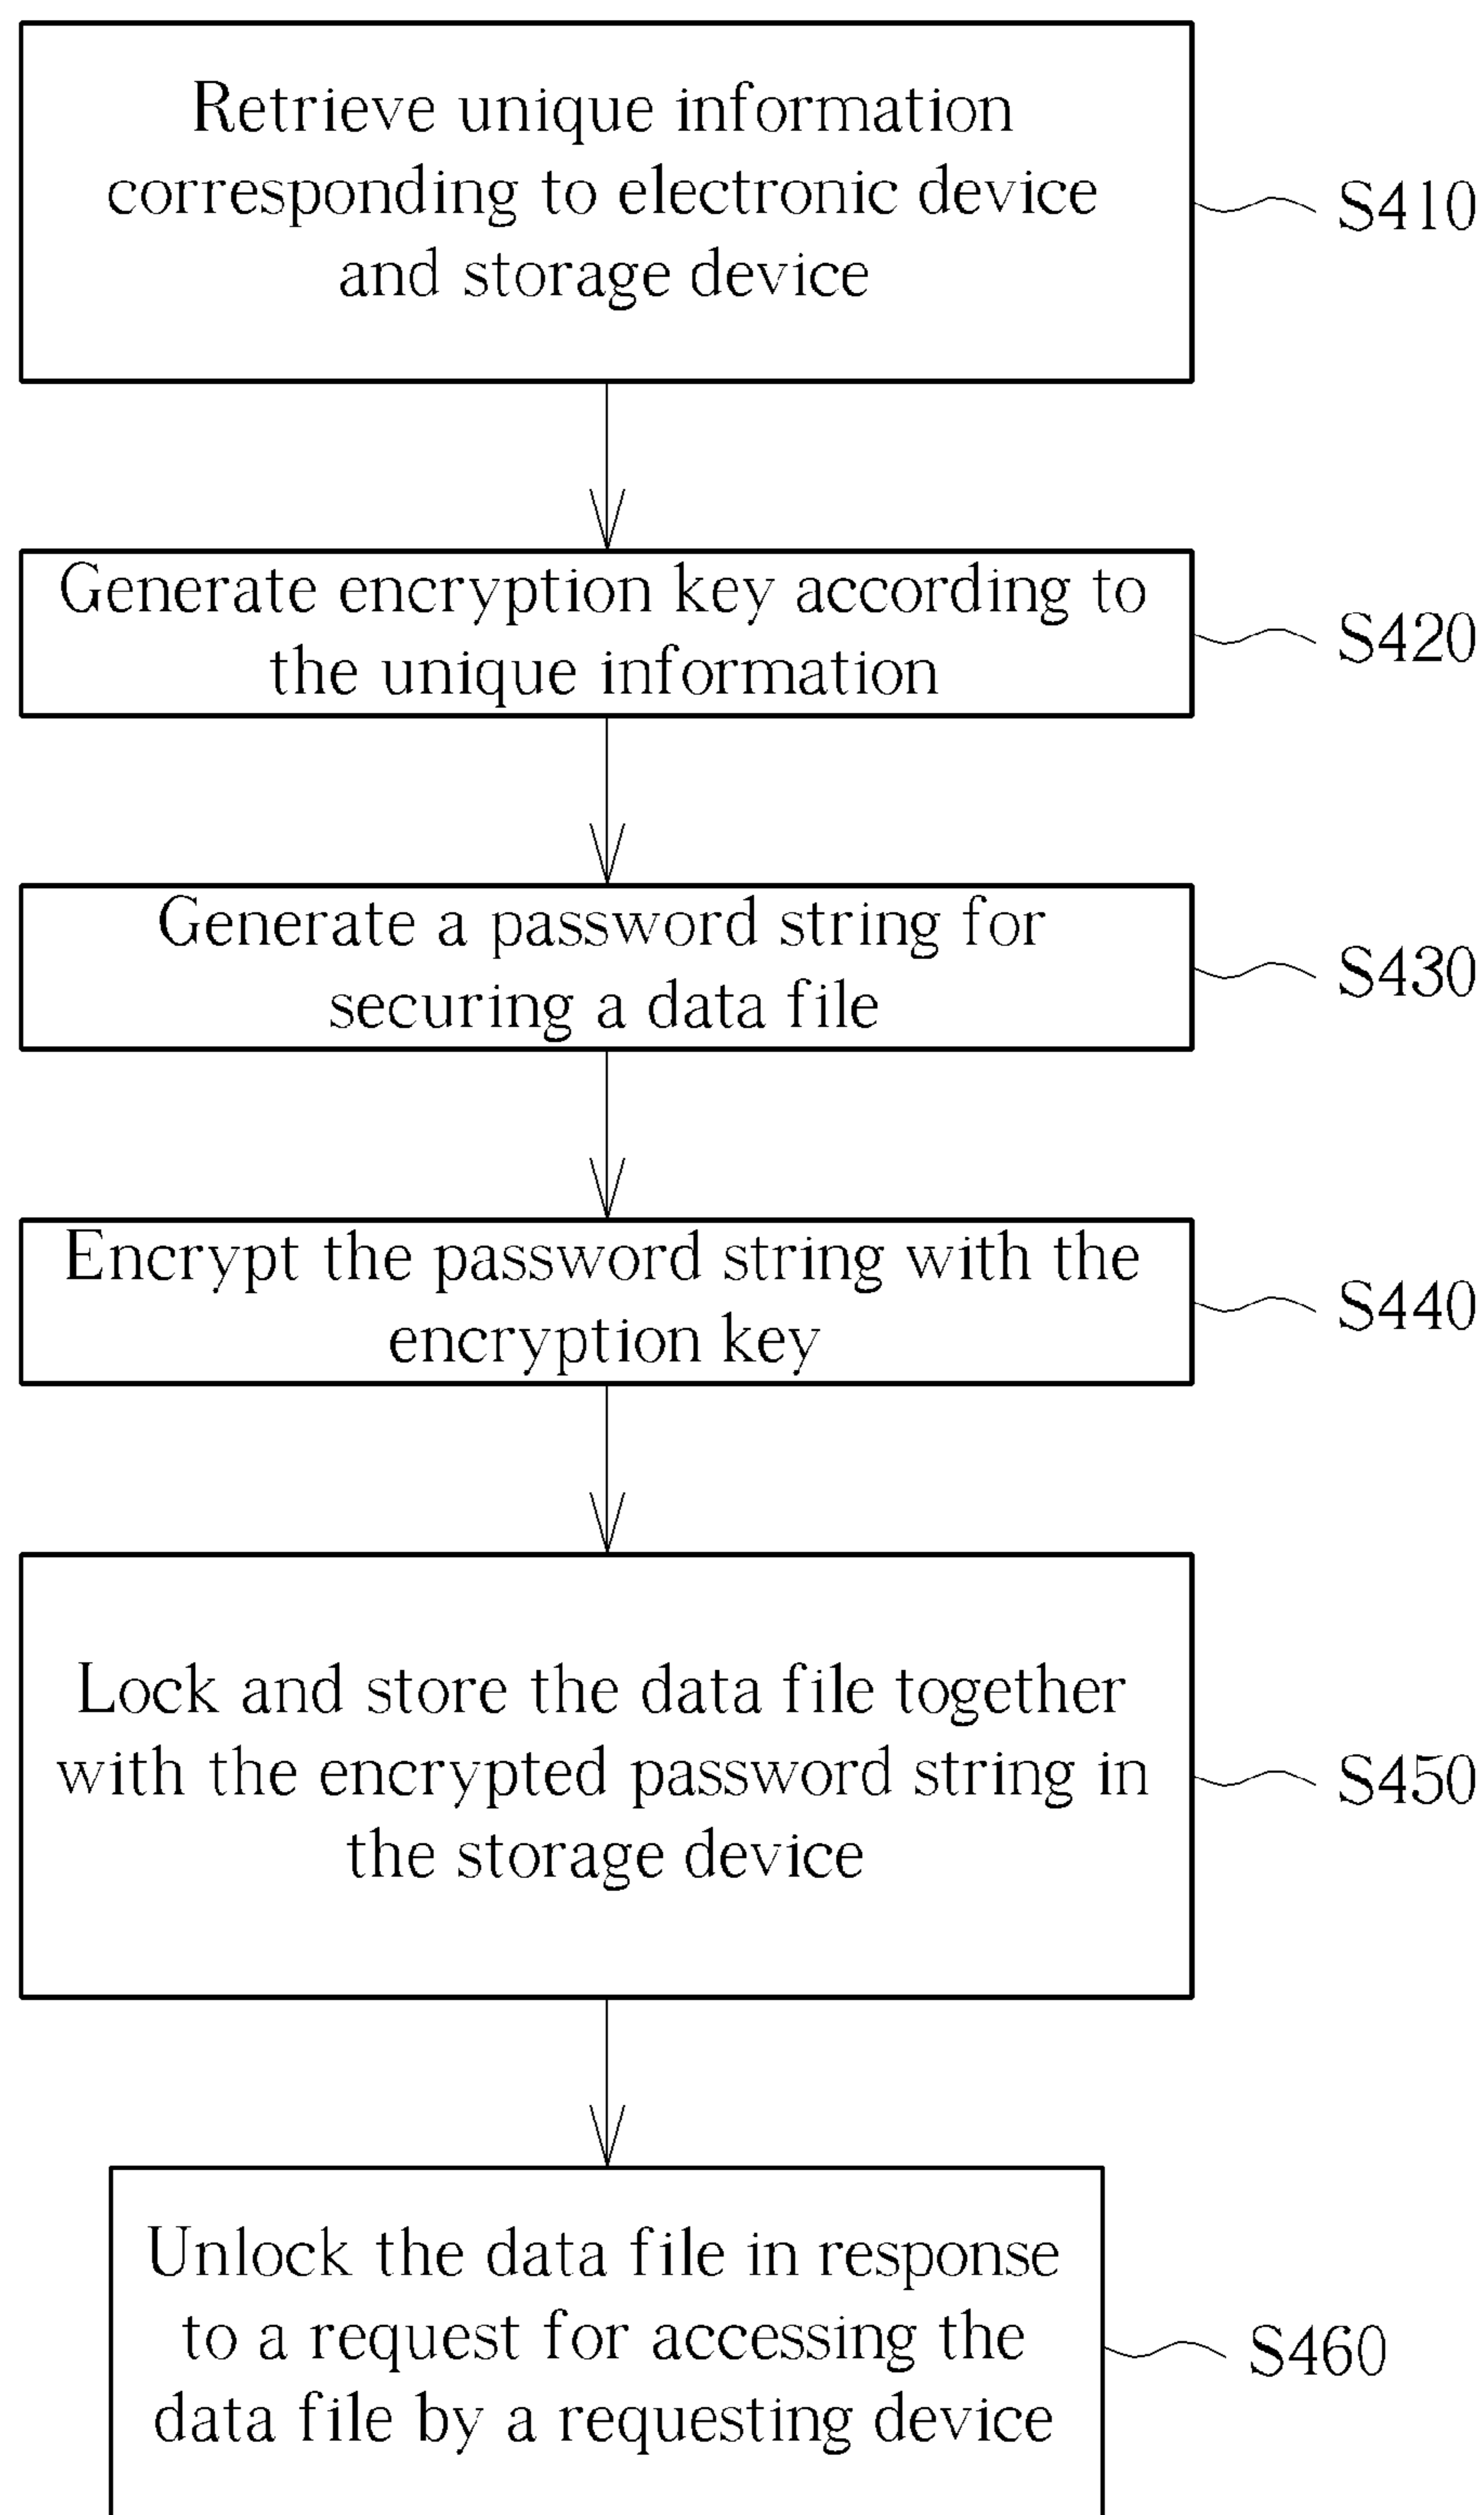 Retrieve unique information
corresponding to electronic device
and storage device
S410
Generate encryption key according to
the unique information
S420
Generate a password string for
securing a data file
S430
Encrypt the password string with the
encryption key
S440
Lock and store the data file together
with the encrypted password string in
the storage device
S450
Unlock the data file in response
to a request for accessing the
data file by a requesting device
S460